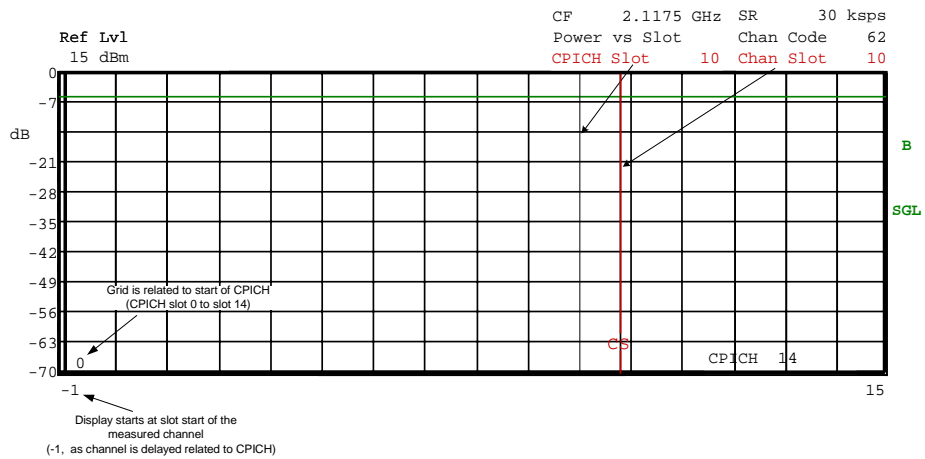 CF 2.1175 GHz SR 30 ksps
Ref Lvl Power vs Slot Chan Code 62
15 dBm CPICH Slot 10 Chan Slot 10
0
-7
dB
B
-21
-28
SGL
-35
-42
-49
Grid is related to start of CPICH
(CPICH slot 0 to slot 14)
-56
-63
CS
0
CPICH 14
-70
-1
15
Display starts at slot start of the
measured channel
(-1, as channel is delayed related to CPICH)